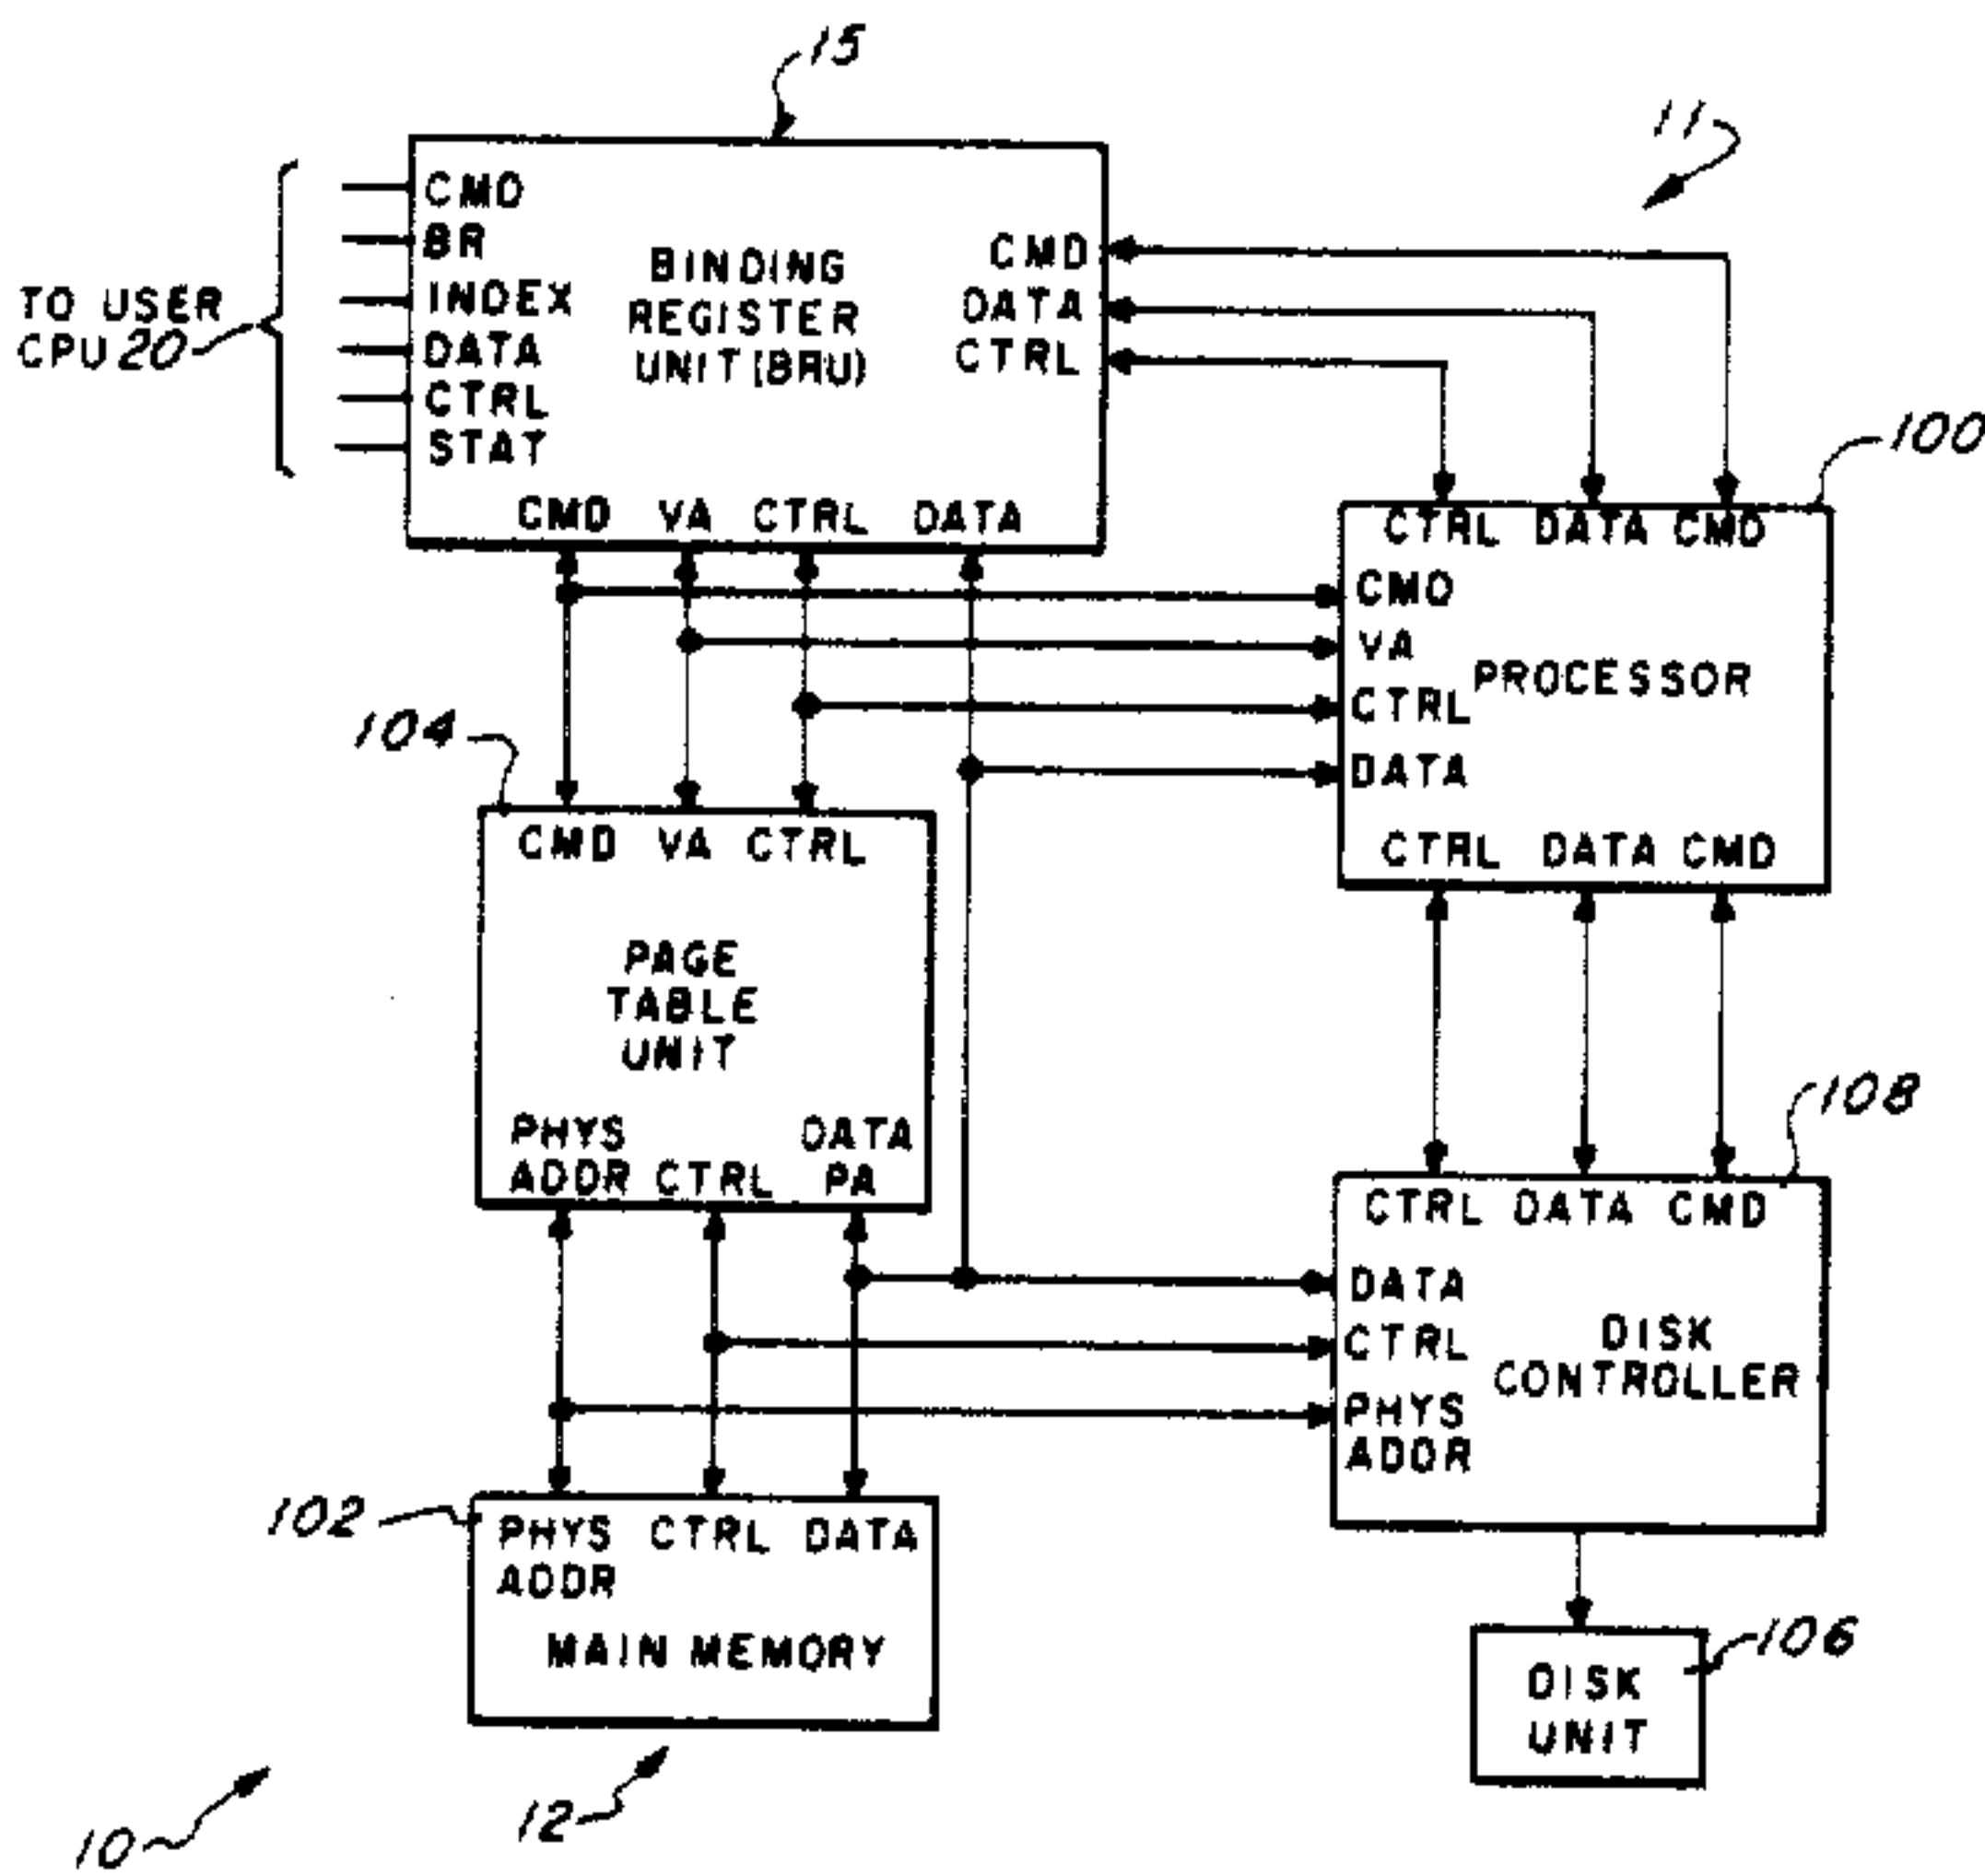 15
11
TO USER
CPU 20
CMD
BR
INDEX
DATA
CTRL
STAT
BINDING
REGISTER
UNIT (BRU)
CMD
DATA
CTRL
CMD VA CTRL DATA
100
CTRL DATA CMD
CMD
VA
CTRL
DATA
PROCESSOR
CTRL DATA CMD
104
CMD VA CTRL
PAGE
TABLE
UNIT
PHYS
ADDR CTRL DATA
PA
108
CTRL DATA CMD
DATA
CTRL
PHYS
ADDR
DISK
CONTROLLER
102
PHYS CTRL DATA
ADDR
MAIN MEMORY
106
DISK
UNIT
10
12